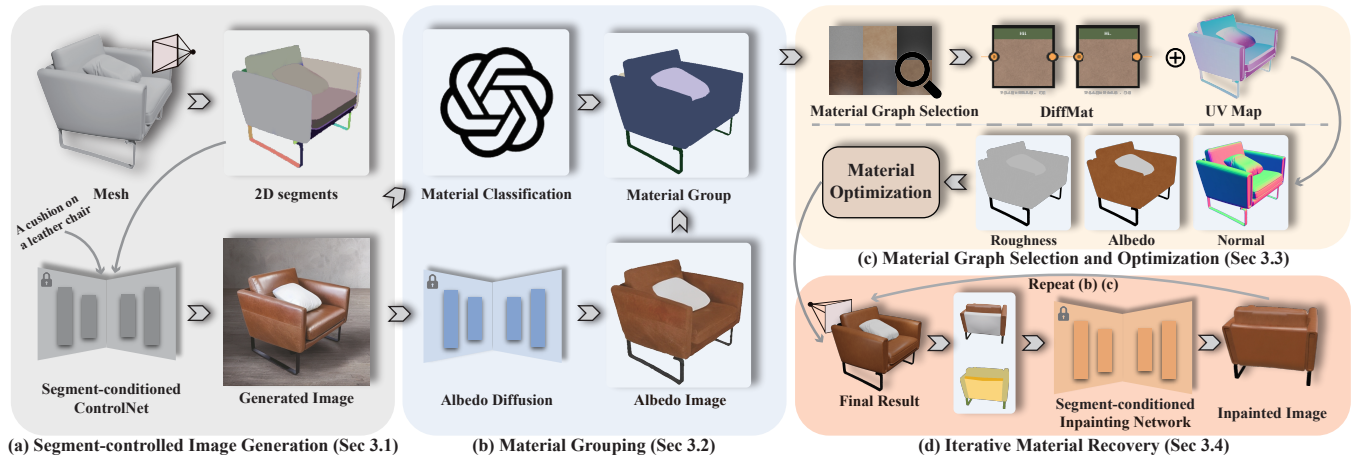 Mesh
2D segments
A cushion on
a leather chair
Segment-conditioned
ControlNet
Generated Image
(a) Segment-controlled Image Generation (Sec 3.1)
Material Classification
Material Group
Albedo Diffusion
Albedo Image
(b) Material Grouping (Sec 3.2)
Material Graph Selection
DiffMat
UV Map
Material
Optimization
Roughness
Albedo
Normal
(c) Material Graph Selection and Optimization (Sec 3.3)
Repeat (b) (c)
Final Result
Segment-conditioned
Inpainting Network
Inpainted Image
(d) Iterative Material Recovery (Sec 3.4)